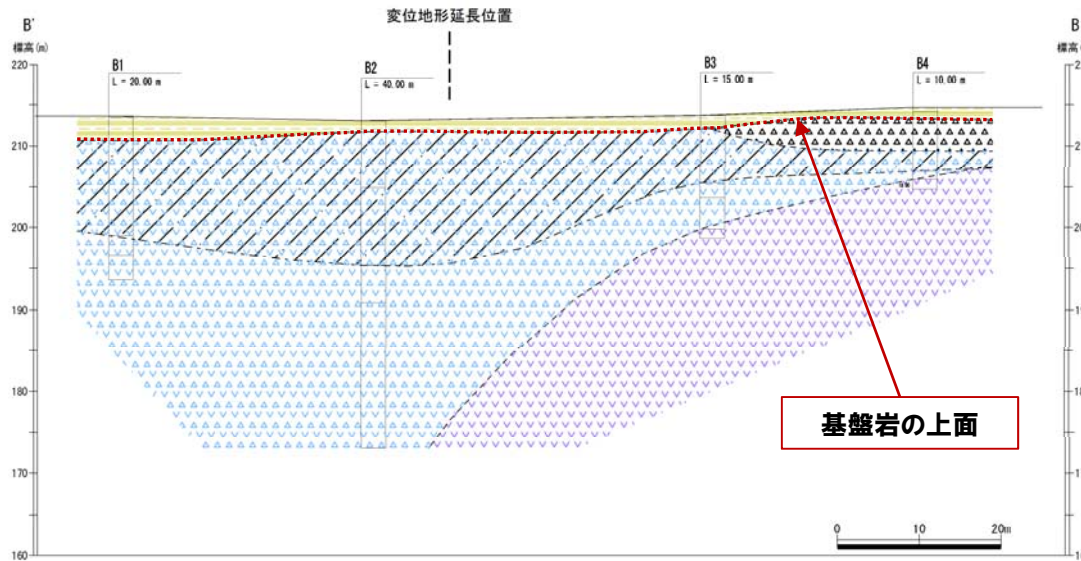 変位地形延長位置
B'
B
標高(m)
標高(
B1
L = 20.00 m
B2
L = 40.00 m
B3
L = 15.00 m
B4
L = 10.00 m
220
210
200
190
180
170
160
基盤岩の上面
0
10
20m